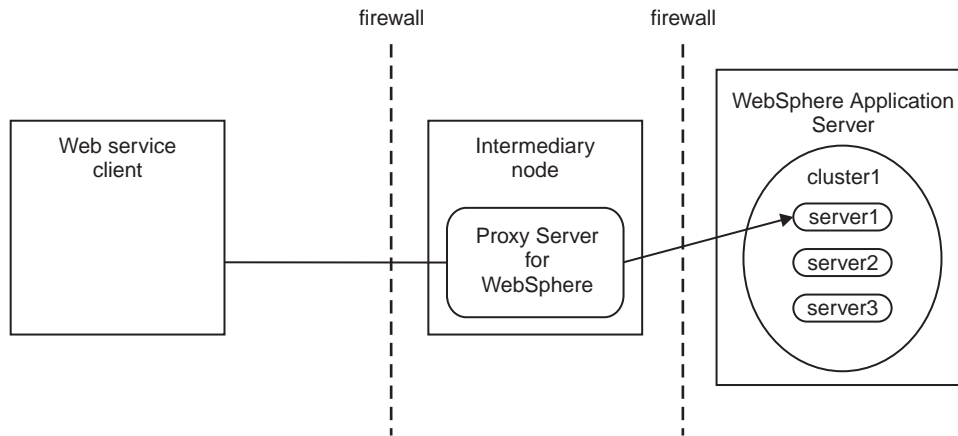 firewall
firewall
Web service
client
Intermediary
node
Proxy Server
for
WebSphere
WebSphere Application
Server
cluster1
server1
server2
server3